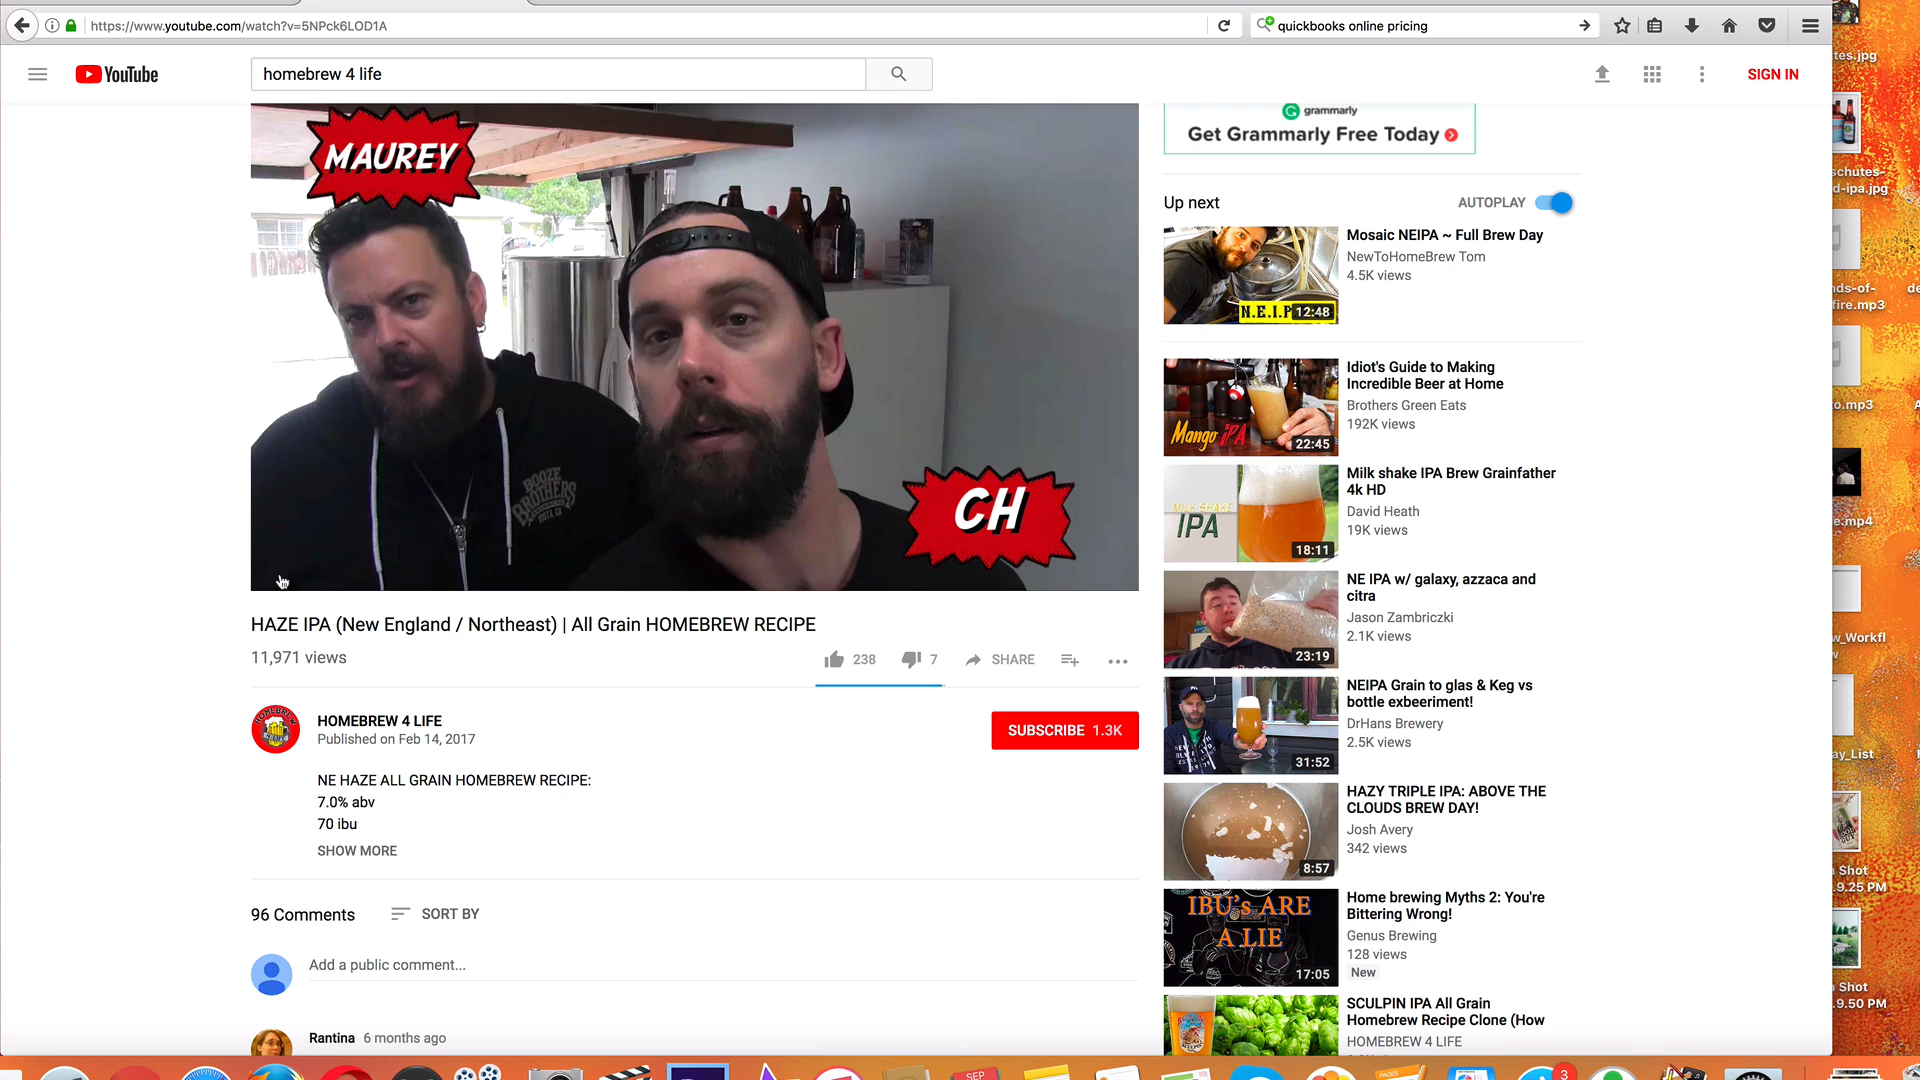 https://www.youtube.com/watch?v=5NPck6LOD1A
quickbooks online pricing
YouTube
homebrew 4 life
SIGN IN
MAUREY
BOOZE
BROTHERS
VISTA, CA
CH
HAZE IPA (New England / Northeast) | All Grain HOMEBREW RECIPE
11,971 views
238
7
SHARE
HOMEBREW 4 LIFE
Published on Feb 14, 2017
SUBSCRIBE 1.3K
NE HAZE ALL GRAIN HOMEBREW RECIPE:
7.0% abv
70 ibu
SHOW MORE
96 Comments
SORT BY
Add a public comment...
Rantina 6 months ago
grammarly
Get Grammarly Free Today
Up next
AUTOPLAY
N.E.I.P
12:48
Mosaic NEIPA ~ Full Brew Day
NewToHomeBrew Tom
4.5K views
Mango IPA
22:45
Idiot's Guide to Making
Incredible Beer at Home
Brothers Green Eats
192K views
MILK SHAKE
IPA
18:11
Milk shake IPA Brew Grainfather
4k HD
David Heath
19K views
23:19
NE IPA w/ galaxy, azzaca and
citra
Jason Zambriczki
2.1K views
31:52
NEIPA Grain to glas & Keg vs
bottle exbeeriment!
DrHans Brewery
2.5K views
8:57
HAZY TRIPLE IPA: ABOVE THE
CLOUDS BREW DAY!
Josh Avery
342 views
IBU's ARE
A LIE
17:05
Home brewing Myths 2: You're
Bittering Wrong!
Genus Brewing
128 views
New
SCULPIN IPA All Grain
Homebrew Recipe Clone (How
HOMEBREW 4 LIFE
tes.jpg
schutes-
d-ipa.jpg
nds-of-
fire.mp3
de
o.mp3
e.mp4
w_Workfl
w
ay_List
Shot
.9.25 PM
Shot
.9.50 PM
SEP
PAGES
3